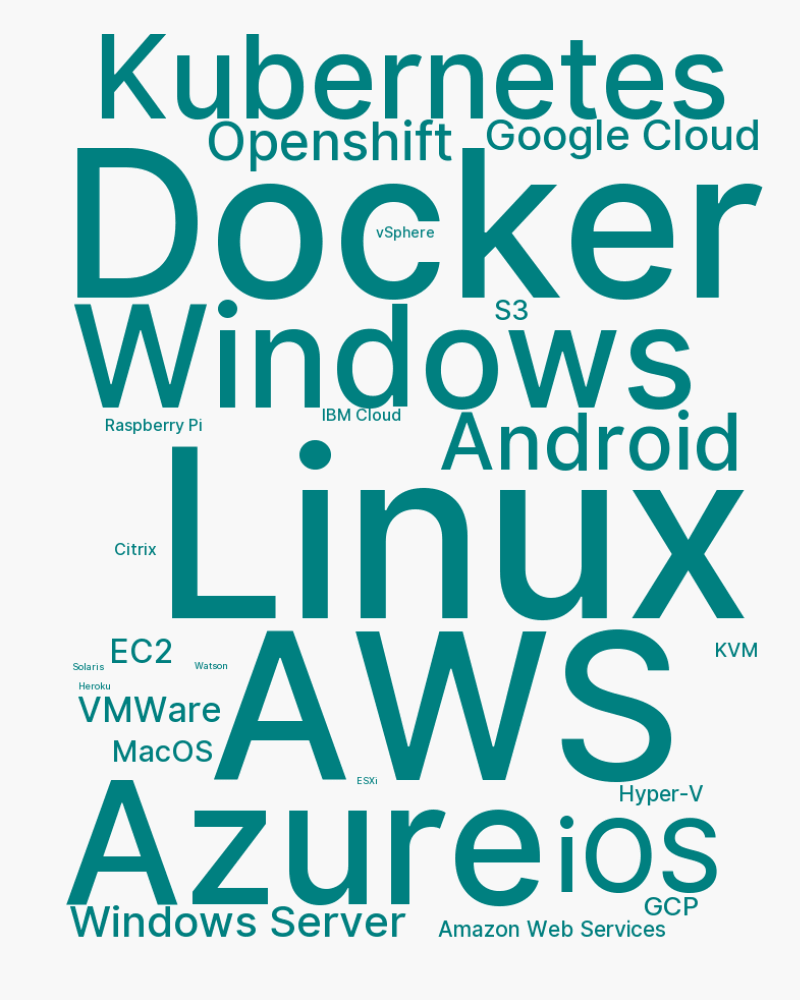 Kubernetes
Openshift
Google Cloud
Docker
vSphere
Windows
S3
IBM Cloud
Raspberry Pi
Android
Linux
Citrix
AWS
EC2
KVM
Solaris
Watson
Heroku
VMWare
MacOS
ESXi
Hyper-V
Azure
iOS
GCP
Windows Server
Amazon Web Services